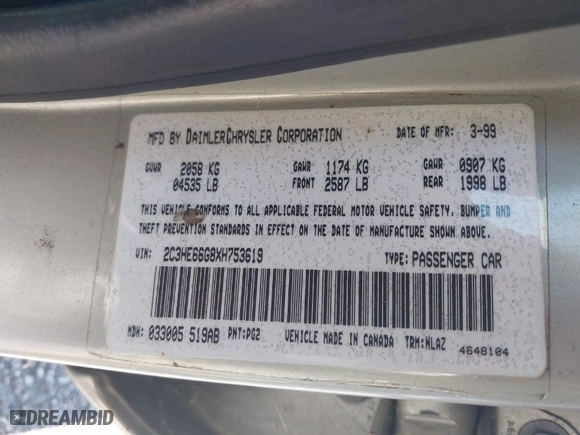 MFD BY DAIMLERCHRYSLER CORPORATION DATE OF MFR: 3-99
GVWR 2058 KG GAWR 1174 KG GAWR 0907 KG
04535 LB FRONT 2587 LB REAR 1998 LB
THIS VEHICLE CONFORMS TO ALL APPLICABLE FEDERAL MOTOR VEHICLE SAFETY, BUMPER AND
THEFT PREVENTION STANDARDS IN EFFECT ON THE DATE OF MANUFACTURE SHOWN ABOVE.
VIN: 2C3HE66G8XH753619 TYPE: PASSENGER CAR
MDH: 033005 519AB PNT:PG2 VEHICLE MADE IN CANADA TRM:NLAZ
4648104
DREAMBID